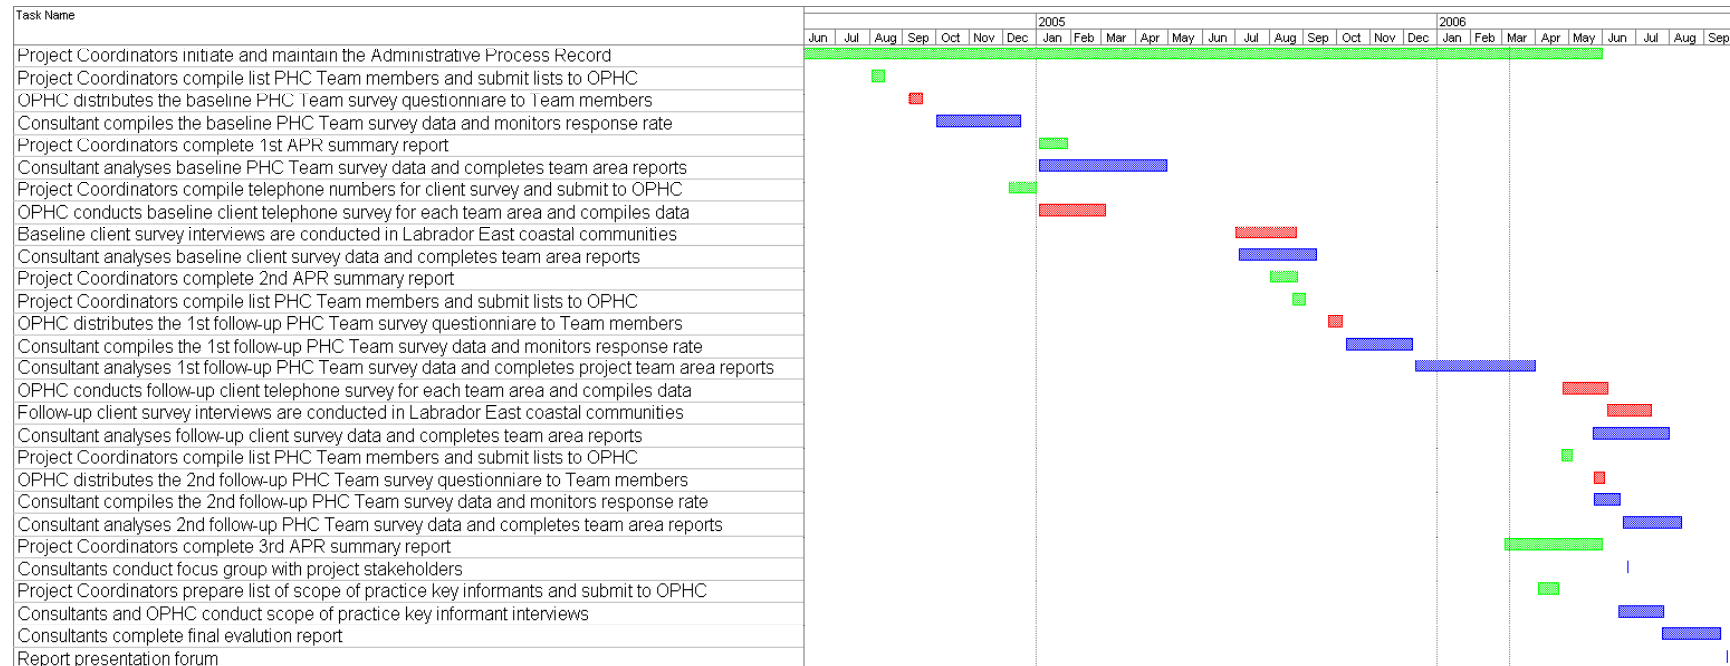 Task Name
2005 2006
Jun Jul Aug Sep Oct Nov Dec Jan Feb Mar Apr May Jun Jul Aug Sep Oct Nov Dec Jan Feb Mar Apr May Jun Jul Aug Sep
Project Coordinators initiate and maintain the Administrative Process Record
Project Coordinators compile list PHC Team members and submit lists to OPHC
OPHC distributes the baseline PHC Team survey questionniare to Team members
Consultant compiles the baseline PHC Team survey data and monitors response rate
Project Coordinators complete 1st APR summary report
Consultant analyses baseline PHC Team survey data and completes team area reports
Project Coordinators compile telephone numbers for client survey and submit to OPHC
OPHC conducts baseline client telephone survey for each team area and compiles data
Baseline client survey interviews are conducted in Labrador East coastal communities
Consultant analyses baseline client survey data and completes team area reports
Project Coordinators complete 2nd APR summary report
Project Coordinators compile list PHC Team members and submit lists to OPHC
OPHC distributes the 1st follow-up PHC Team survey questionniare to Team members
Consultant compiles the 1st follow-up PHC Team survey data and monitors response rate
Consultant analyses 1st follow-up PHC Team survey data and completes project team area reports
OPHC conducts follow-up client telephone survey for each team area and compiles data
Follow-up client survey interviews are conducted in Labrador East coastal communities
Consultant analyses follow-up client survey data and completes team area reports
Project Coordinators compile list PHC Team members and submit lists to OPHC
OPHC distributes the 2nd follow-up PHC Team survey questionniare to Team members
Consultant compiles the 2nd follow-up PHC Team survey data and monitors response rate
Consultant analyses 2nd follow-up PHC Team survey data and completes team area reports
Project Coordinators complete 3rd APR summary report
Consultants conduct focus group with project stakeholders
Project Coordinators prepare list of scope of practice key informants and submit to OPHC
Consultants and OPHC conduct scope of practice key informant interviews
Consultants complete final evalution report
Report presentation forum